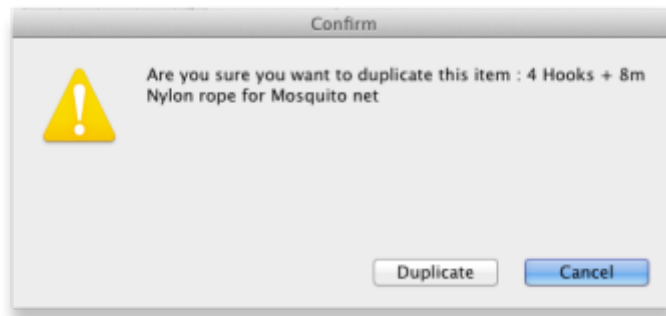 Confirm
Are you sure you want to duplicate this item : 4 Hooks + 8m
Nylon rope for Mosquito net
Duplicate
Cancel